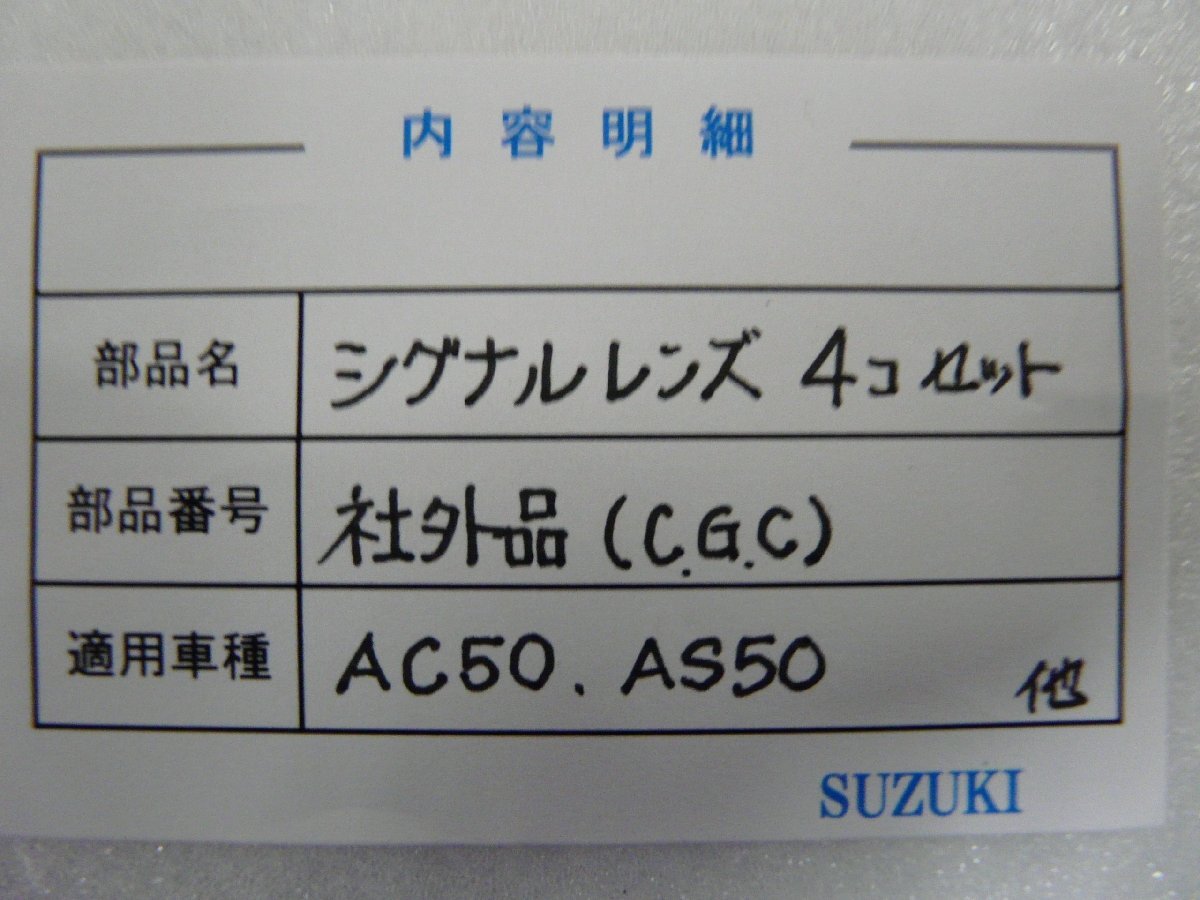 内容明細
部品名 シグナルレンズ 4コセット
部品番号 社外品(C.G.C)
適用車種 AC50. AS50 他
SUZUKI